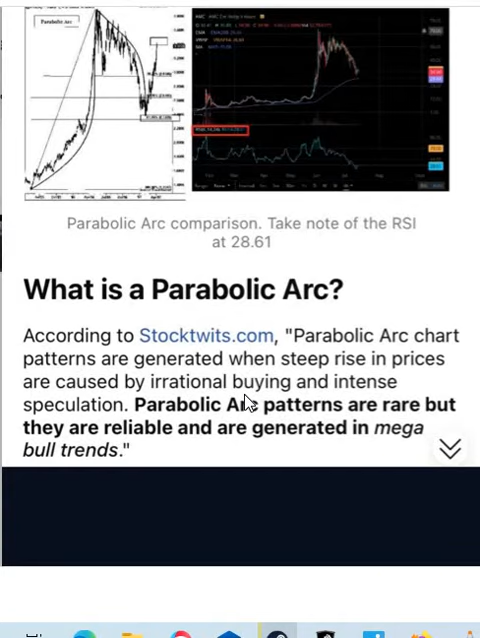 Parabolic Arc
Parabolic Arc comparison. Take note of the RSI
at 28.61
What is a Parabolic Arc?
According to Stocktwits.com, "Parabolic Arc chart
patterns are generated when steep rise in prices
are caused by irrational buying and intense
speculation. Parabolic Arc patterns are rare but
they are reliable and are generated in mega
bull trends."